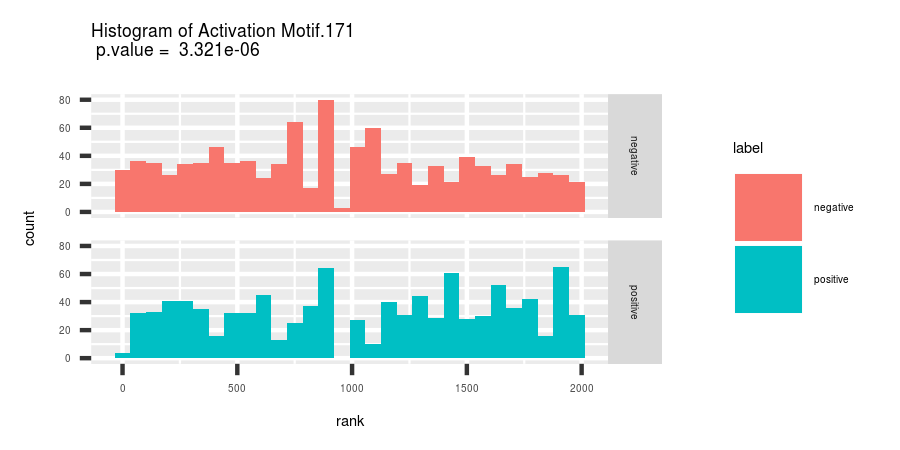 Histogram of Activation Motif.171
p.value = 3.321e-06
count
80
60
40
20
0
negative
80
60
40
20
0
positive
0 500 1000 1500 2000
rank
label
negative
positive